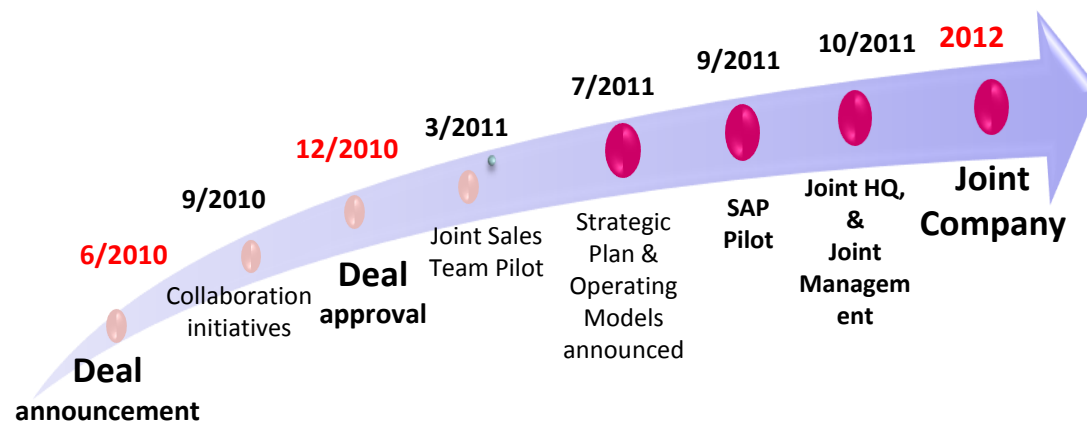 6/2010
Deal
announcement
9/2010
Collaboration
initiatives
12/2010
Deal
approval
3/2011
Joint Sales
Team Pilot
7/2011
Strategic
Plan &
Operating
Models
announced
9/2011
SAP
Pilot
10/2011
Joint HQ,
&
Joint
Managem
ent
2012
Joint
Company